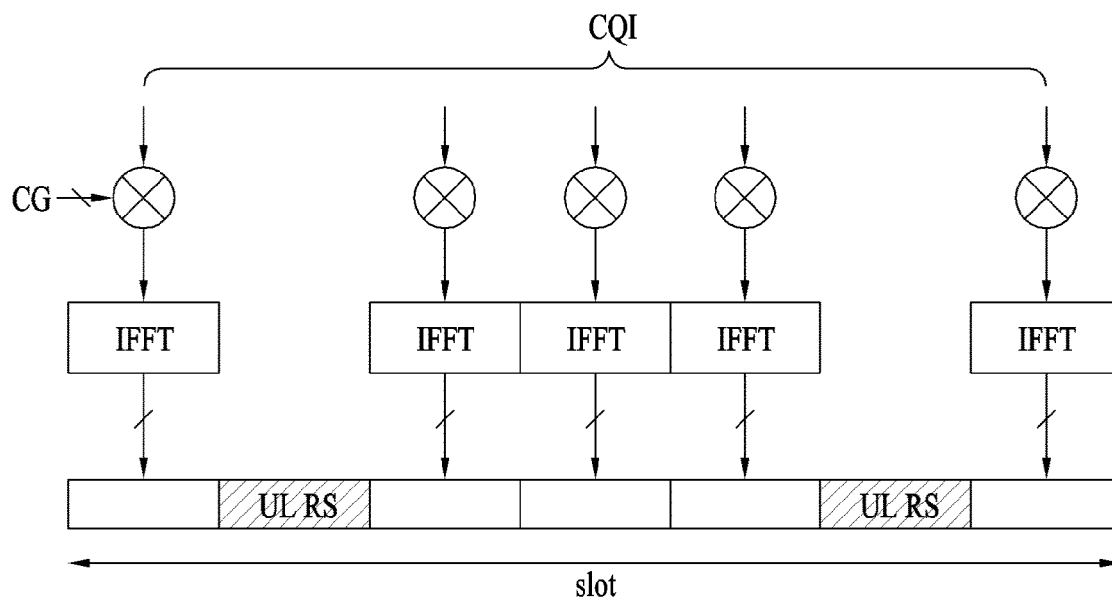 CQI
CG
IFFT IFFT IFFT IFFT IFFT
UL RS UL RS
slot